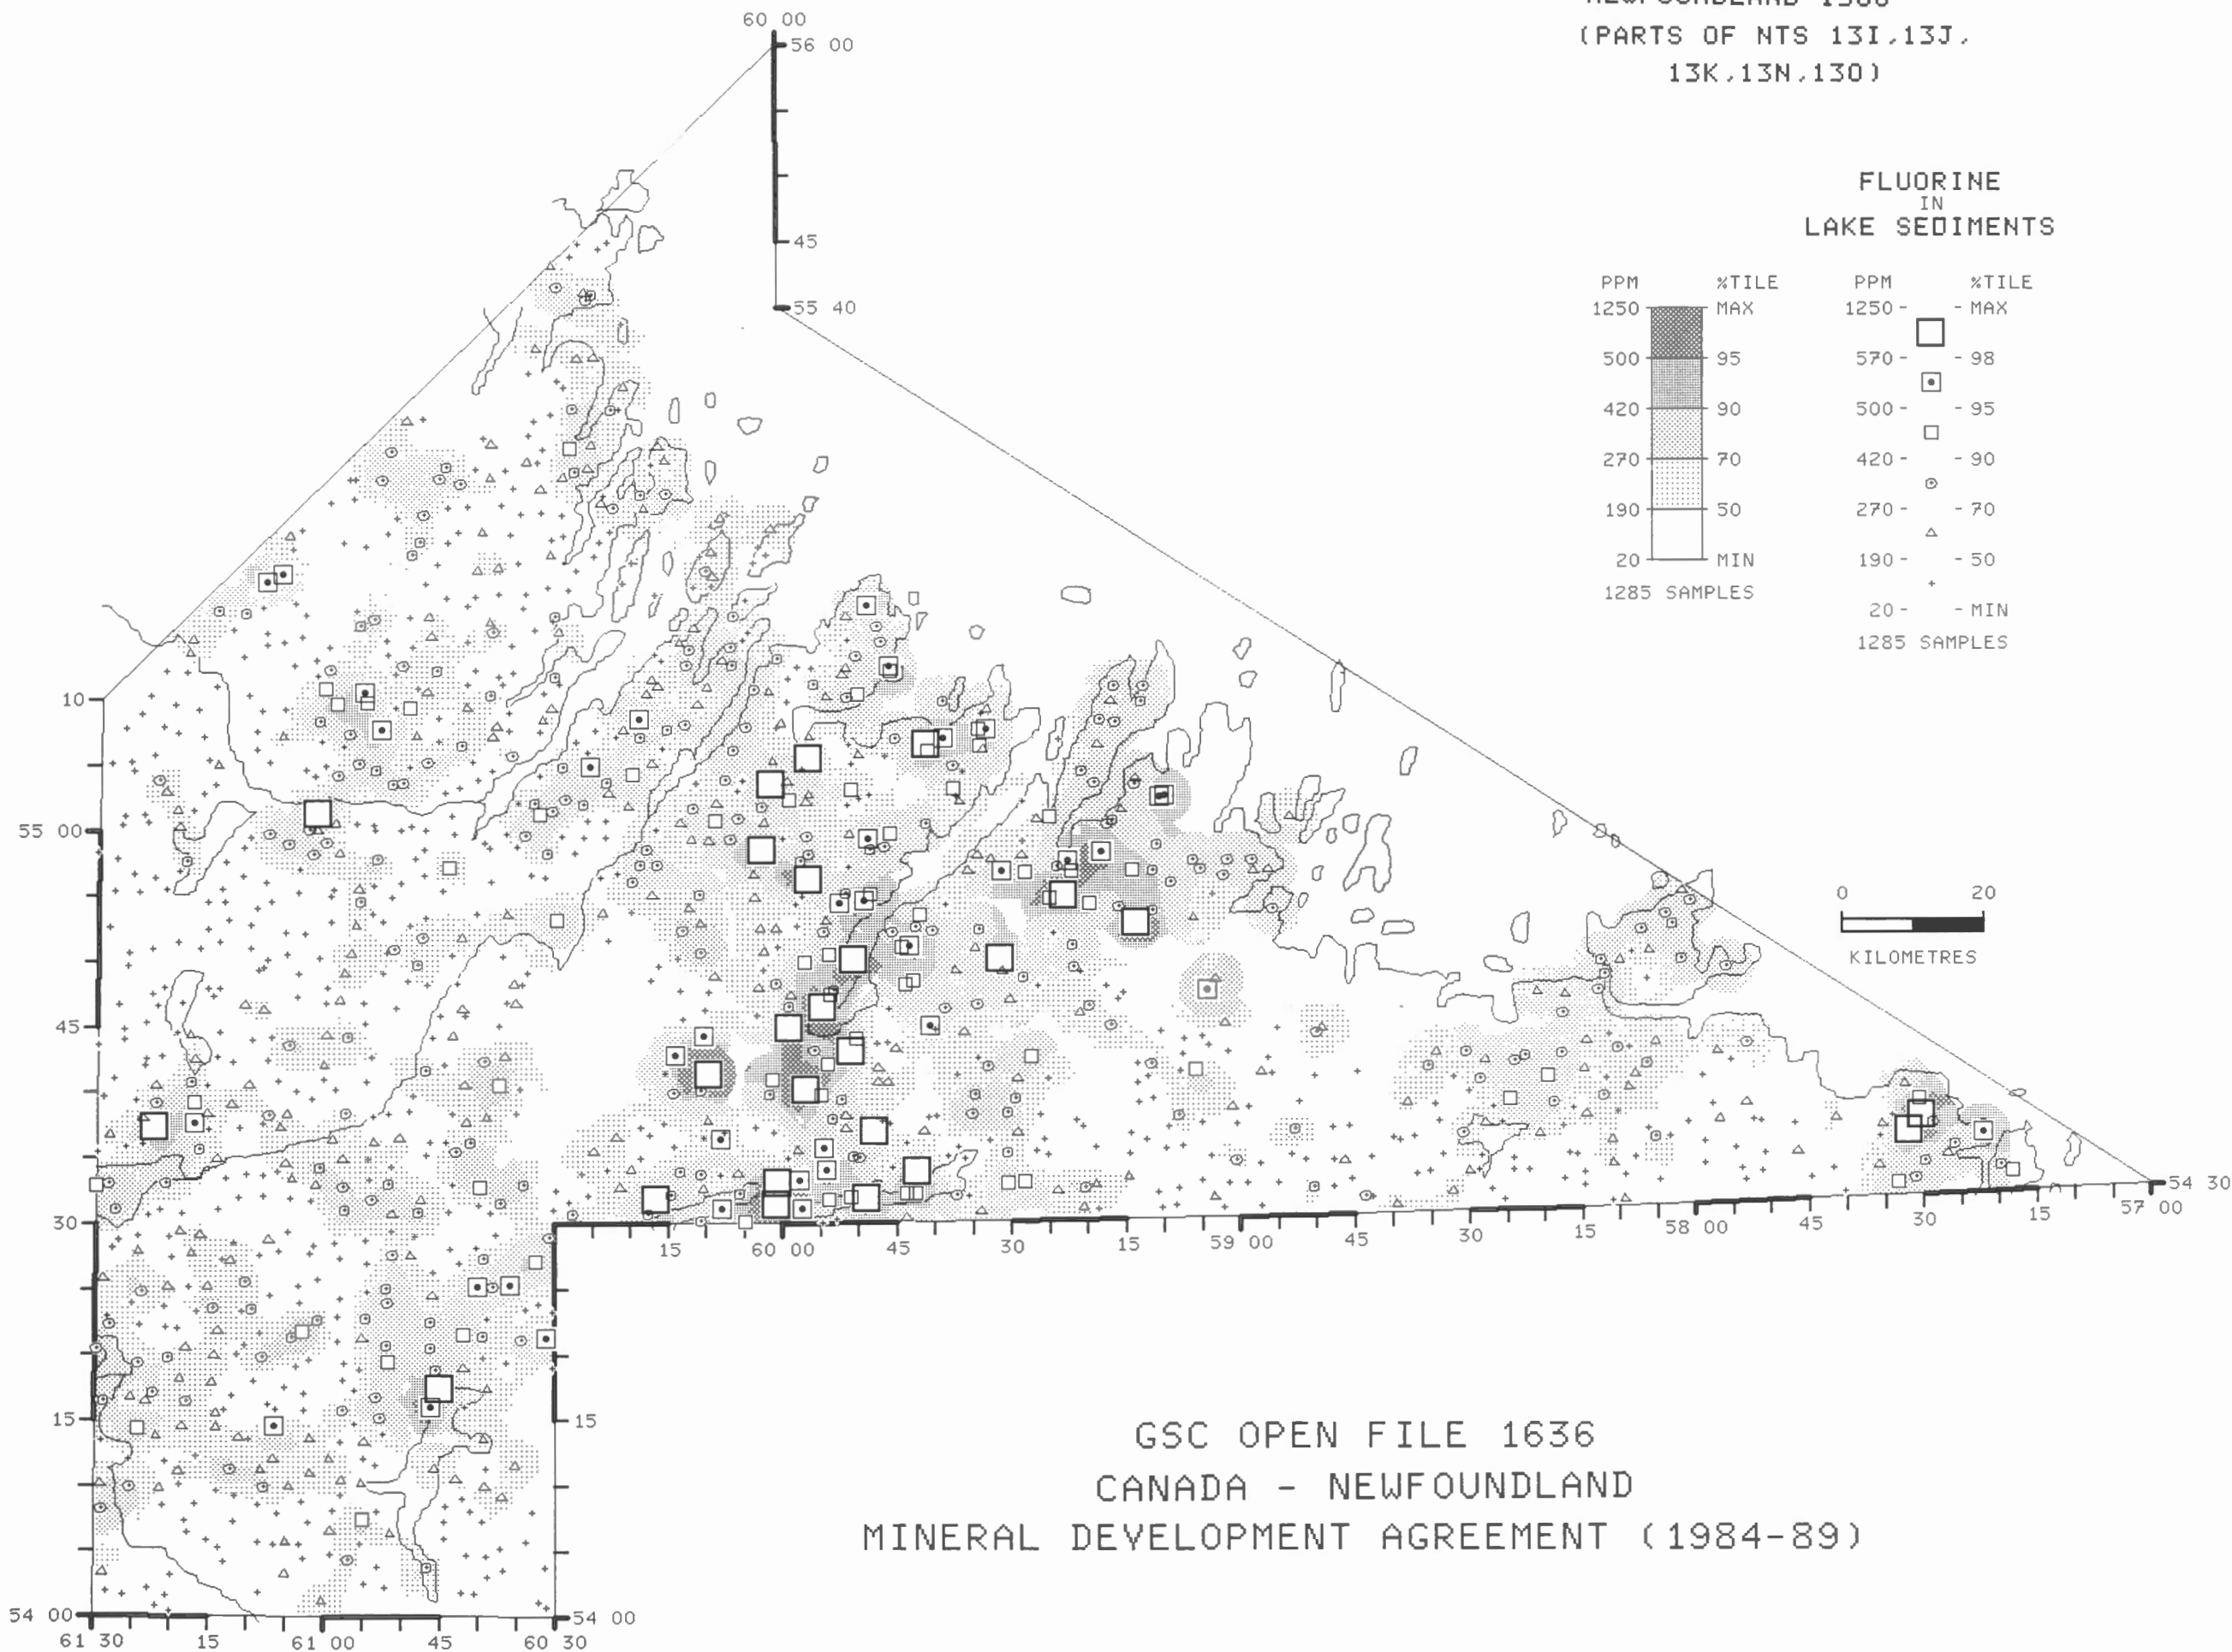 60 00
56 00
45
55 40
(PARTS OF NTS 13I,13J,
13K,13N,13O)
FLUORINE
IN
LAKE SEDIMENTS
PPM %TILE PPM %TILE
1250 MAX 1250 - - MAX
500 95 570 - - 98
420 90 500 - - 95
270 70 420 - - 90
190 50 270 - - 70
20 MIN 190 - - 50
1285 SAMPLES
20 - - MIN
1285 SAMPLES
10
55 00
45
30
15
54 00
0 20
KILOMETRES
54 30
57 00
15 60 00 45 30 15 59 00 45 30 15 58 00 45 30 15
15
54 00
61 30 15 61 00 45 60 30
GSC OPEN FILE 1636
CANADA - NEWFOUNDLAND
MINERAL DEVELOPMENT AGREEMENT (1984-89)